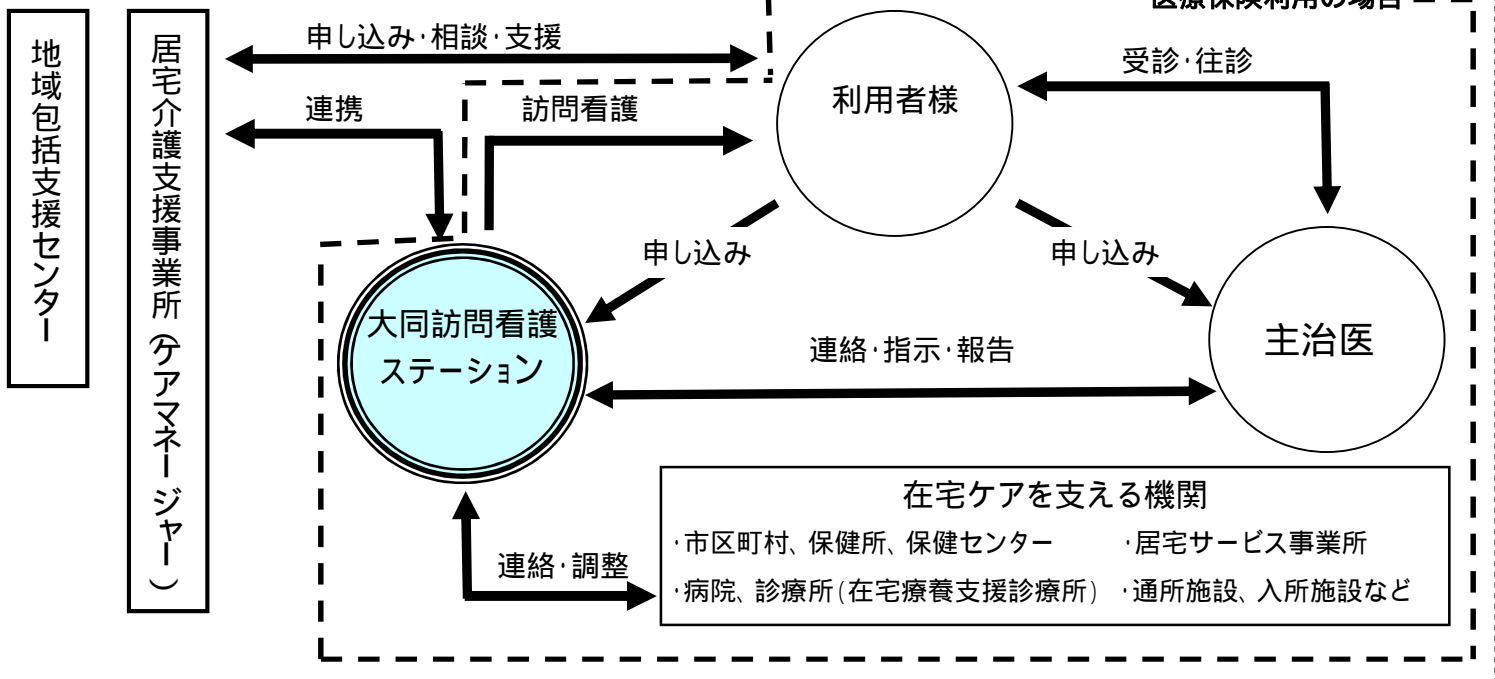 医療保険利用の場合
地域包括支援センター
居宅介護支援事業所(ケアマネージャー)
申し込み・相談・支援
連携
訪問看護
利用者様
受診・往診
申し込み
申し込み
大同訪問看護
ステーション
連絡・指示・報告
主治医
在宅ケアを支える機関
・市区町村、保健所、保健センター ・居宅サービス事業所
・病院、診療所(在宅療養支援診療所) ・通所施設、入所施設など
連絡・調整